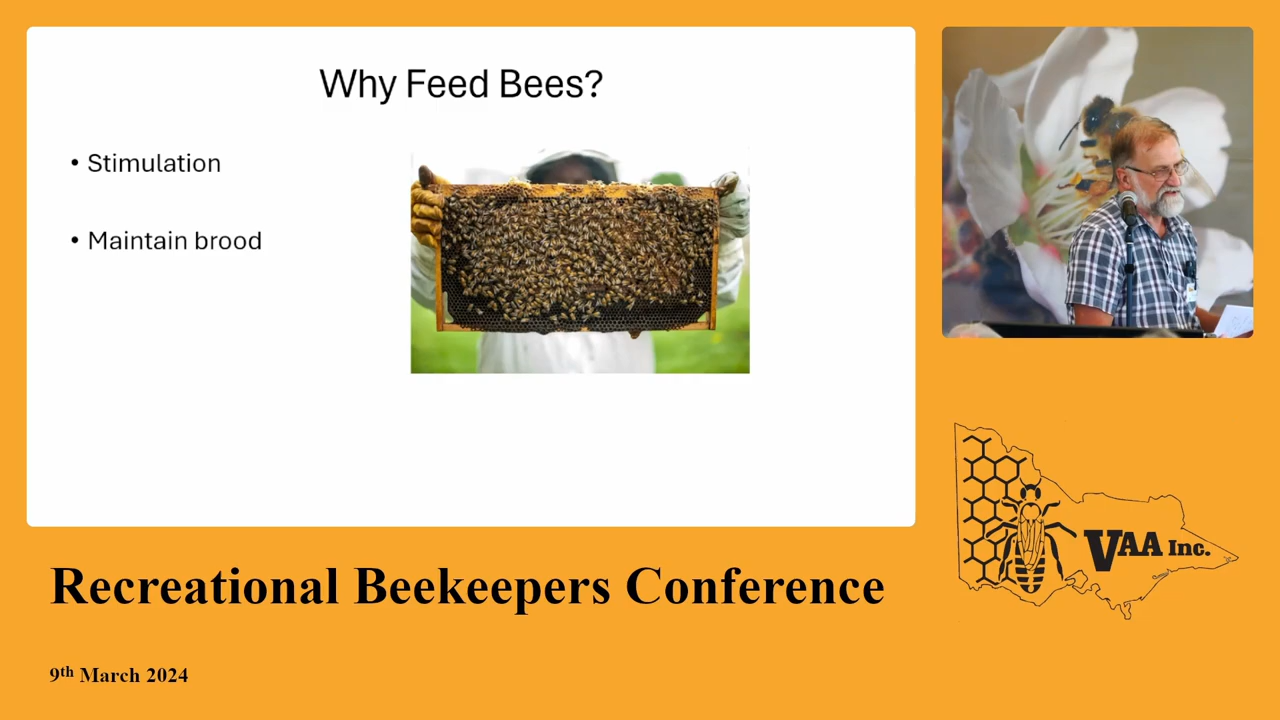 Why Feed Bees?
• Stimulation
• Maintain brood
VAA Inc.
Recreational Beekeepers Conference
9th March 2024